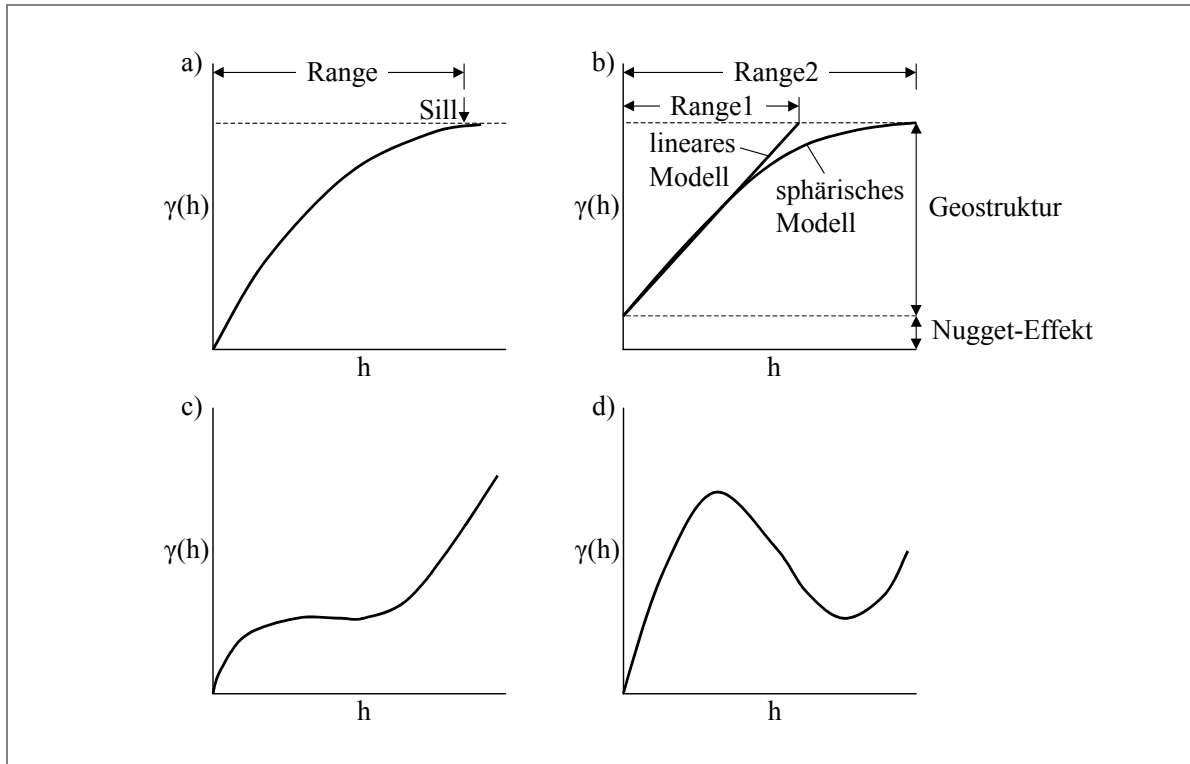 a)
Range
Sill
γ(h)
h
b)
Range2
Range1
lineares
Modell
sphärisches
Modell
γ(h)
Geostruktur
Nugget-Effekt
h
c)
γ(h)
h
d)
γ(h)
h